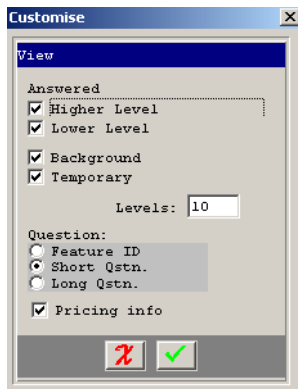 Customise
View
Answered
Higher Level
Lower Level
Background
Temporary
Levels: 10
Question:
Feature ID
Short Qstn.
Long Qstn.
Pricing info